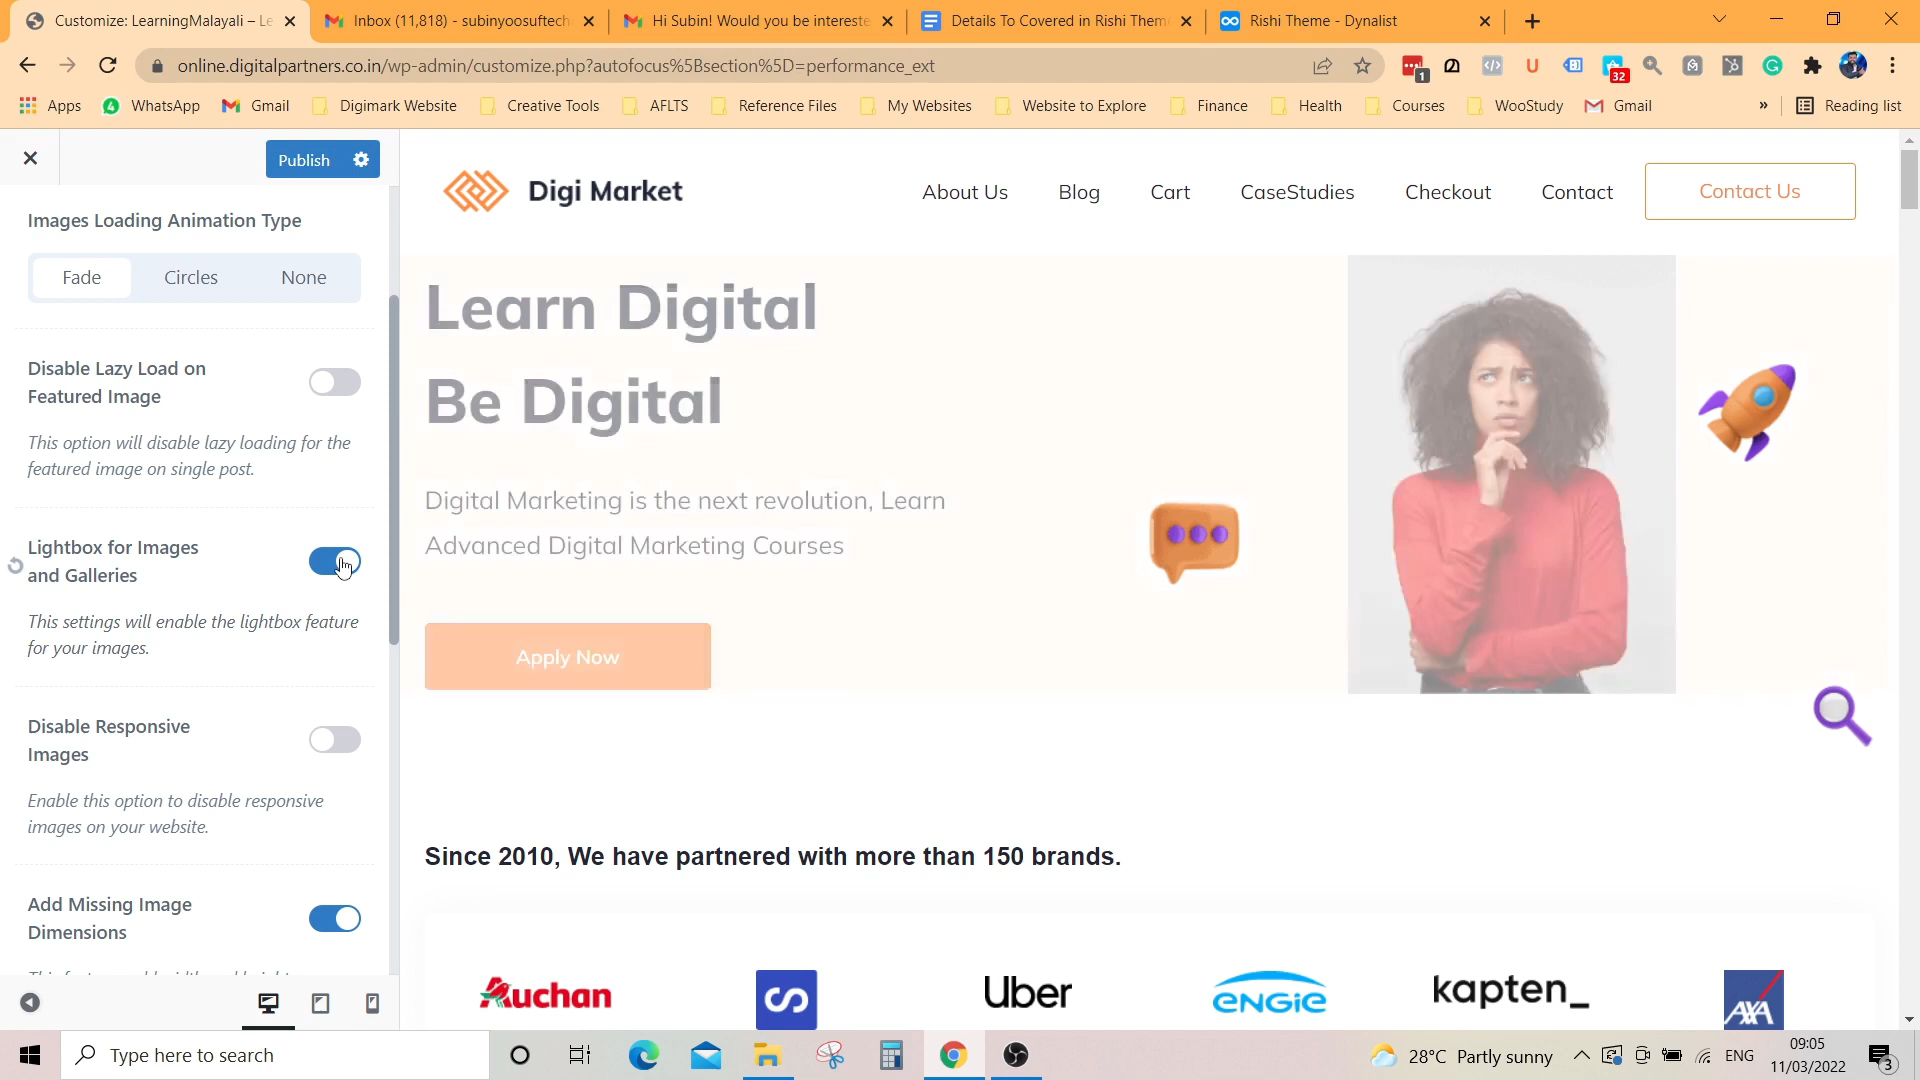 Customize: LearningMalayali – Le
Inbox (11,818) - subinyoosuftech
Hi Subin! Would you be intereste
Details To Covered in Rishi Them
Rishi Theme - Dynalist
online.digitalpartners.co.in/wp-admin/customize.php?autofocus%5Bsection%5D=performance_ext
1
32
Apps
4
WhatsApp
Gmail
Digimark Website
Creative Tools
AFLTS
Reference Files
My Websites
Website to Explore
Finance
Health
Courses
WooStudy
Gmail
»
Reading list
Publish
Images Loading Animation Type
Fade
Circles
None
Disable Lazy Load on
Featured Image
This option will disable lazy loading for the
featured image on single post.
Lightbox for Images
and Galleries
This settings will enable the lightbox feature
for your images.
Disable Responsive
Images
Enable this option to disable responsive
images on your website.
Add Missing Image
Dimensions
Digi Market
About Us
Blog
Cart
CaseStudies
Checkout
Contact
Contact Us
Learn Digital
Be Digital
Digital Marketing is the next revolution, Learn
Advanced Digital Marketing Courses
Apply Now
Since 2010, We have partnered with more than 150 brands.
Auchan
Uber
ENGIE
kapten_
AXA
Type here to search
28°C Partly sunny
ENG
09:05
11/03/2022
3